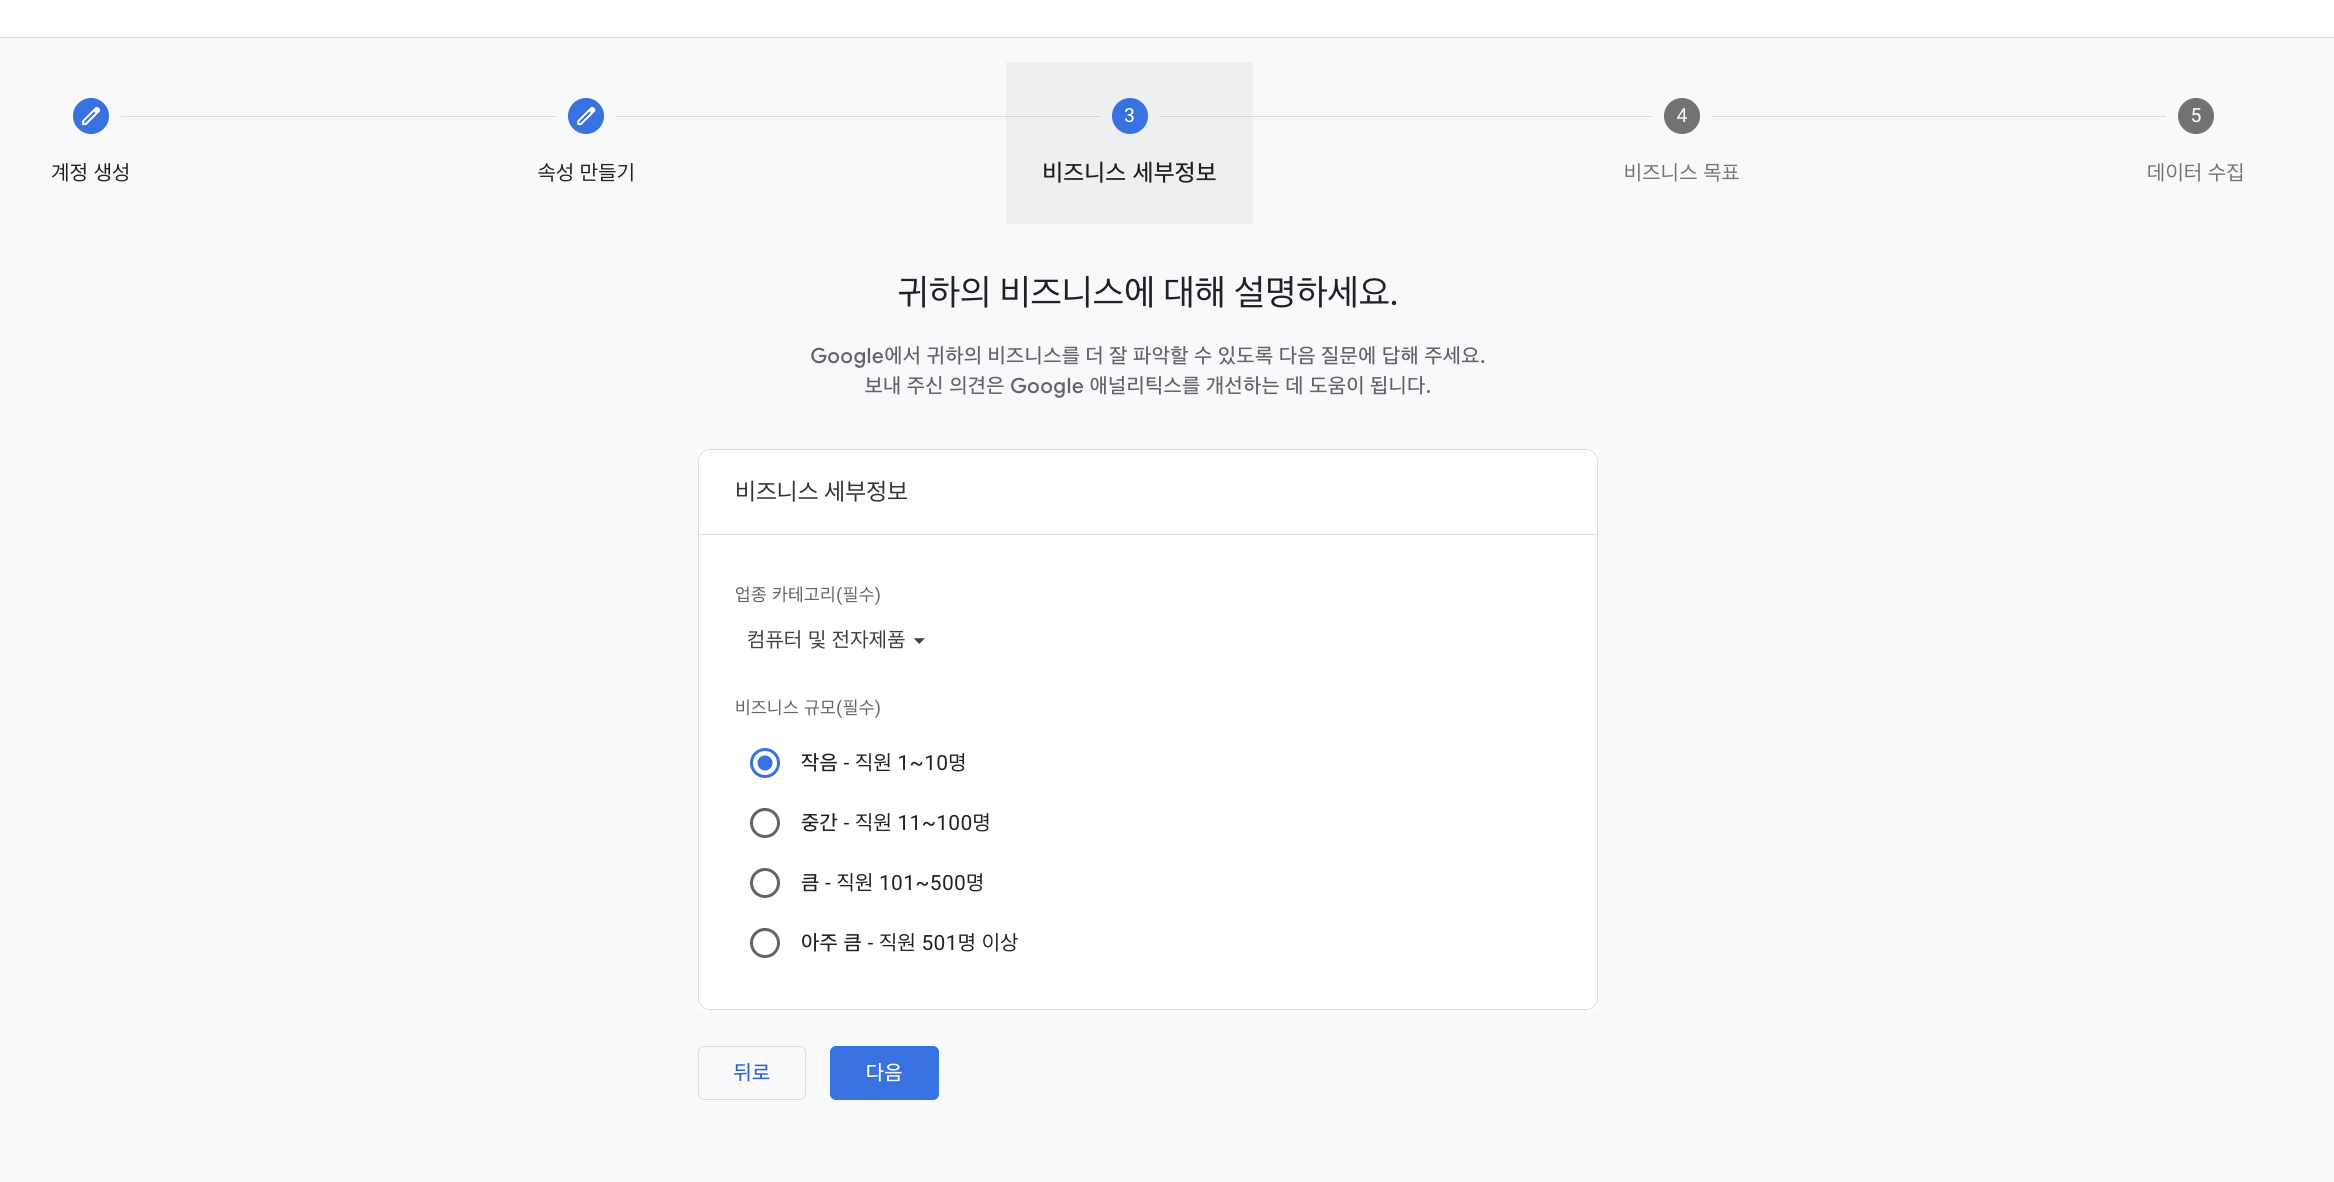 계정 생성
속성 만들기
3
비즈니스 세부정보
4
비즈니스 목표
5
데이터 수집
귀하의 비즈니스에 대해 설명하세요.
Google에서 귀하의 비즈니스를 더 잘 파악할 수 있도록 다음 질문에 답해 주세요.
보내 주신 의견은 Google 애널리틱스를 개선하는 데 도움이 됩니다.
비즈니스 세부정보
업종 카테고리(필수)
컴퓨터 및 전자제품
비즈니스 규모(필수)
작음 - 직원 1~10명
중간 - 직원 11~100명
큼 - 직원 101~500명
아주 큼 - 직원 501명 이상
뒤로
다음